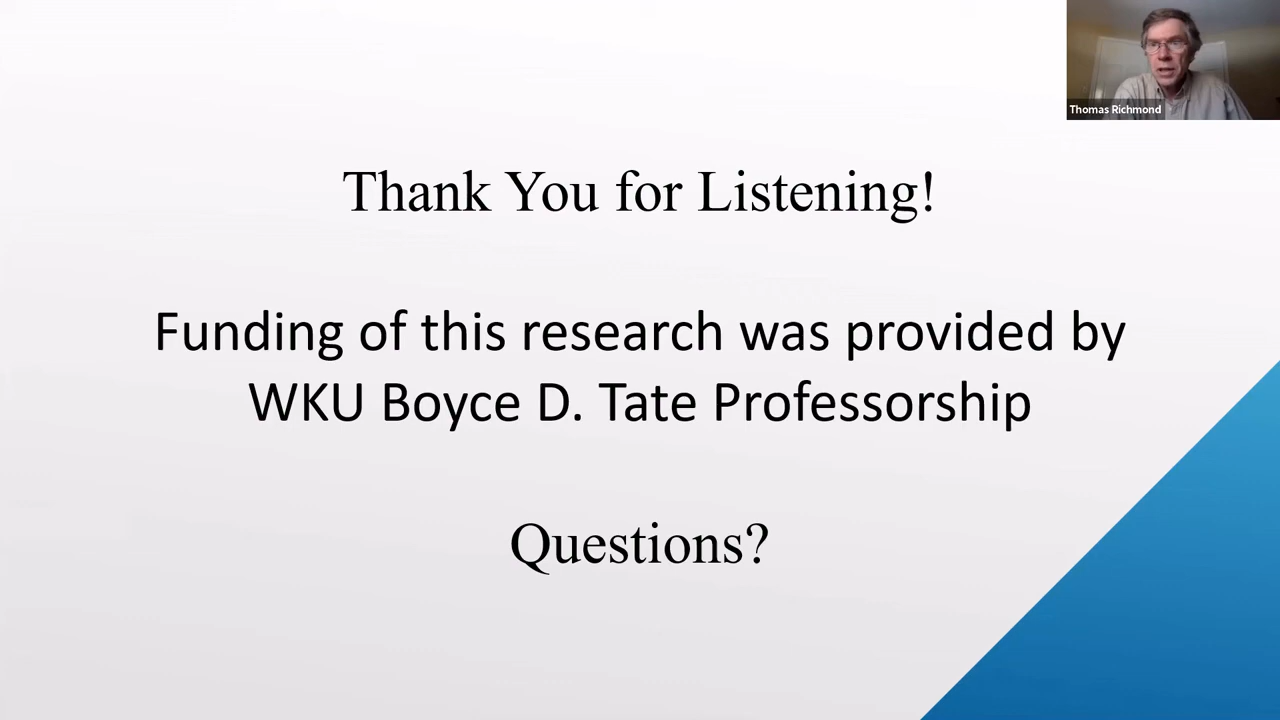 Thomas Richmond
Thank You for Listening!
Funding of this research was provided by
WKU Boyce D. Tate Professorship
Questions?